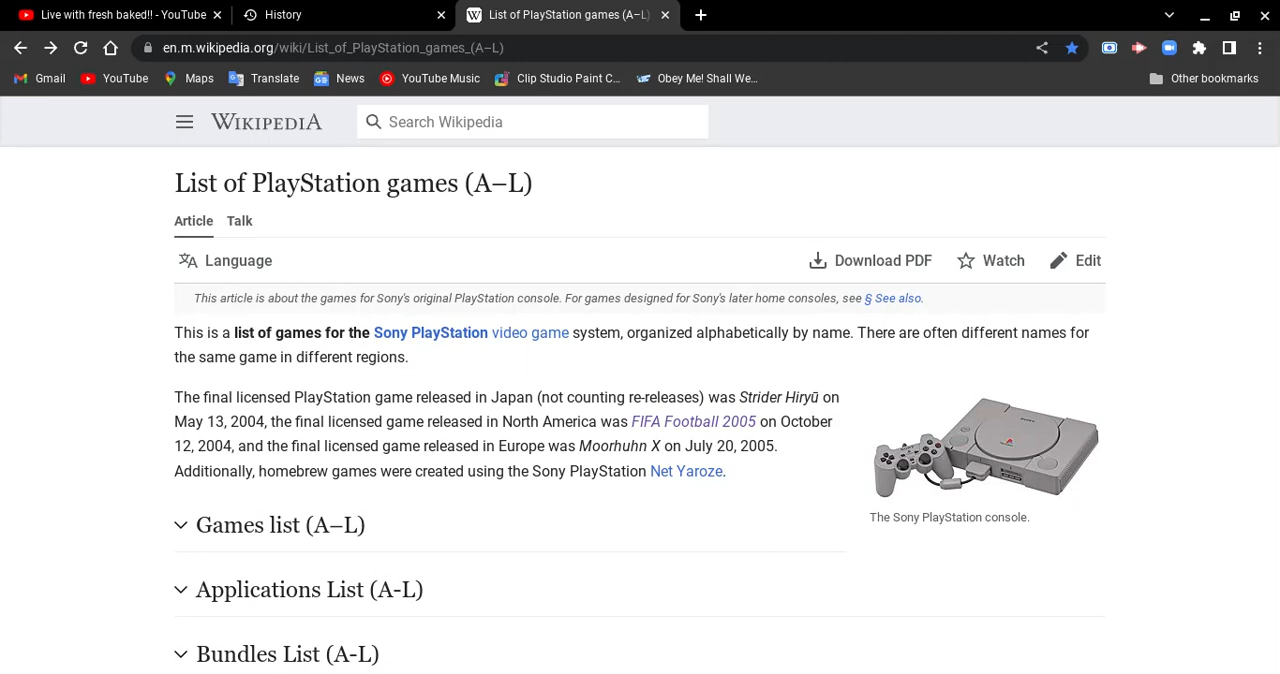 Live with fresh baked!! - YouTube
History
List of PlayStation games (A–L)
en.m.wikipedia.org/wiki/List_of_PlayStation_games_(A–L)
Gmail
YouTube
Maps
Translate
News
YouTube Music
Clip Studio Paint C...
Obey Me! Shall We...
Other bookmarks
WIKIPEDIA
Search Wikipedia
List of PlayStation games (A–L)
Article
Talk
Language
Download PDF
Watch
Edit
This article is about the games for Sony's original PlayStation console. For games designed for Sony's later home consoles, see § See also.
This is a list of games for the Sony PlayStation video game system, organized alphabetically by name. There are often different names for
the same game in different regions.
The final licensed PlayStation game released in Japan (not counting re-releases) was Strider Hiryū on
May 13, 2004, the final licensed game released in North America was FIFA Football 2005 on October
12, 2004, and the final licensed game released in Europe was Moorhuhn X on July 20, 2005.
Additionally, homebrew games were created using the Sony PlayStation Net Yaroze.
The Sony PlayStation console.
Games list (A–L)
Applications List (A-L)
Bundles List (A-L)